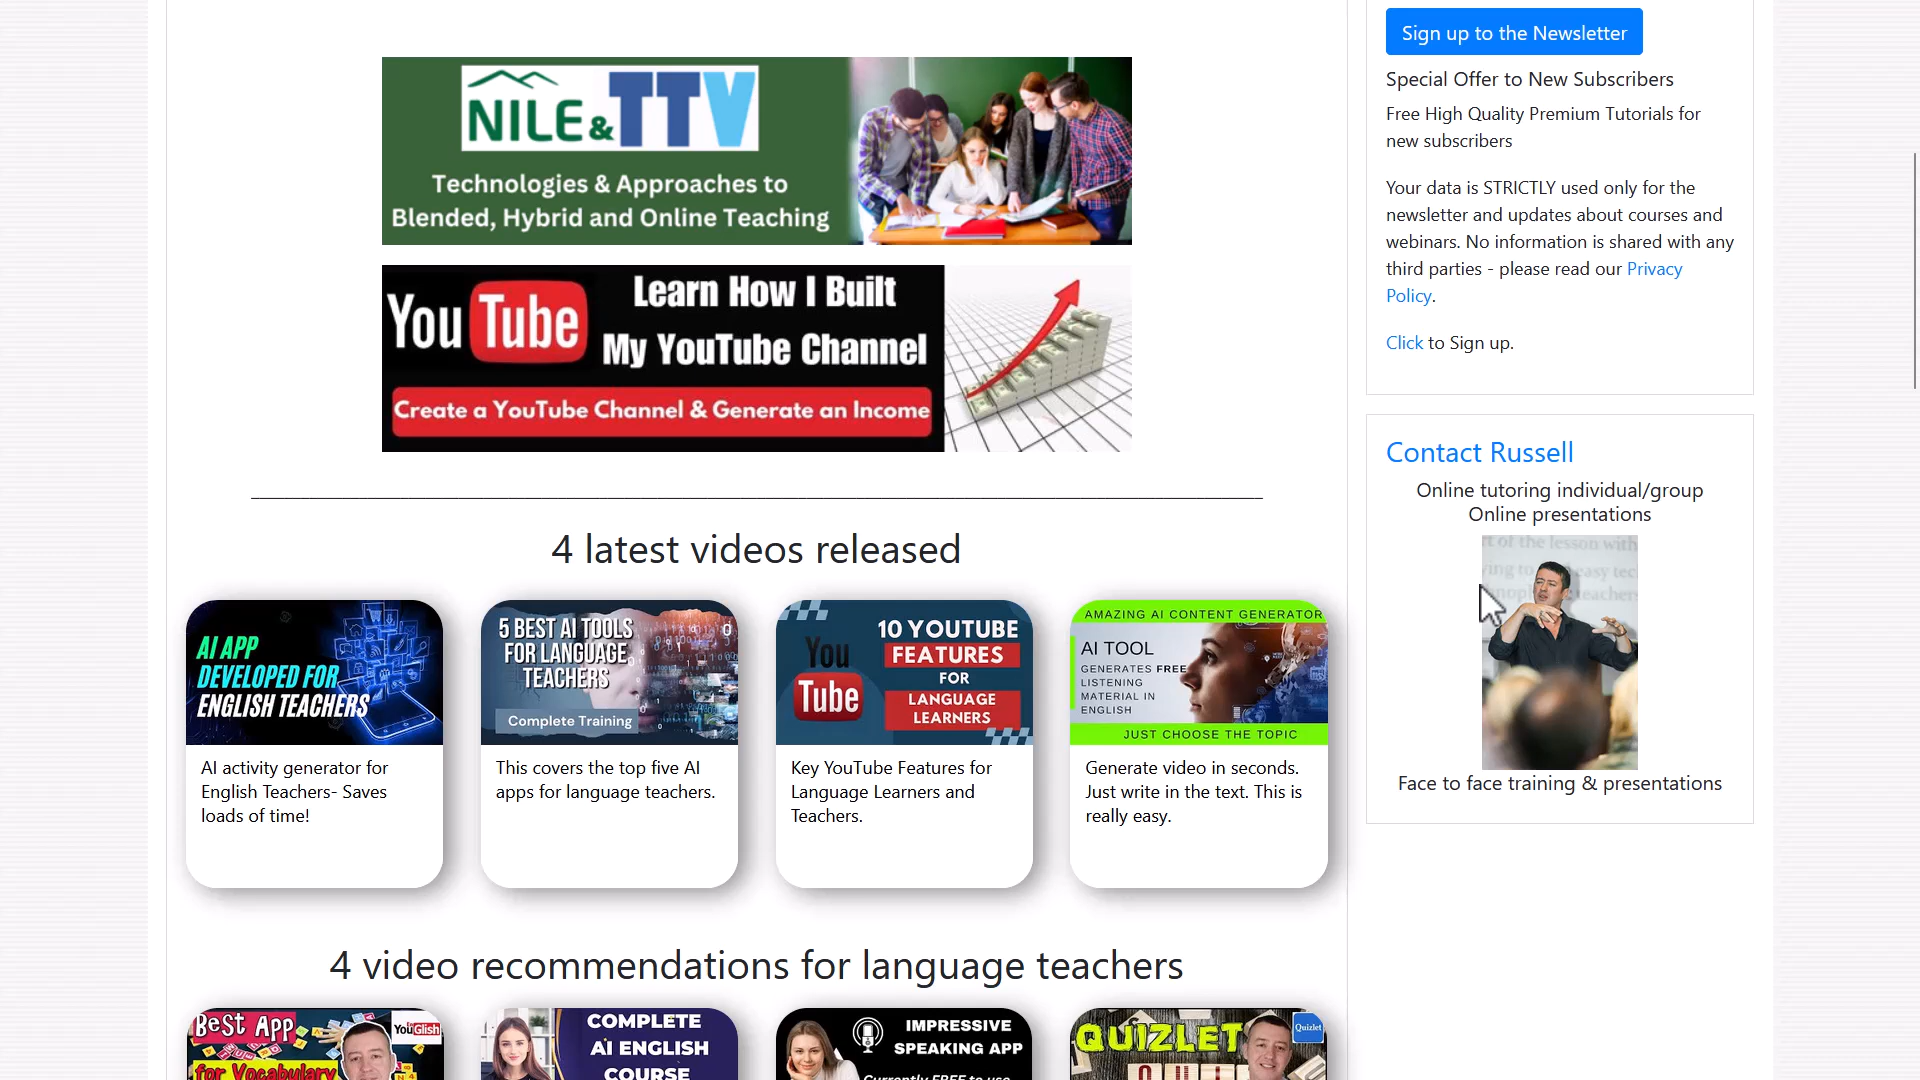 NILE & TTV
Technologies & Approaches to
Blended, Hybrid and Online Teaching
YouTube
Learn How I Built
My YouTube Channel
Create a YouTube Channel & Generate an Income
4 latest videos released
AI APP
DEVELOPED FOR
ENGLISH TEACHERS
AI activity generator for
English Teachers- Saves
loads of time!
5 BEST AI TOOLS
FOR LANGUAGE
TEACHERS
Complete Training
This covers the top five AI
apps for language teachers.
You
Tube
10 YOUTUBE
FEATURES
FOR
LANGUAGE
LEARNERS
Key YouTube Features for
Language Learners and
Teachers.
AMAZING AI CONTENT GENERATOR
AI TOOL
GENERATES FREE
LISTENING
MATERIAL IN
ENGLISH
JUST CHOOSE THE TOPIC
Generate video in seconds.
Just write in the text. This is
really easy.
4 video recommendations for language teachers
BeSt App
for Vocabulary
YouGlish
COMPLETE
AI ENGLISH
COURSE
IMPRESSIVE
SPEAKING APP
Currently FREE to use
QUIZLET
Quizlet
Sign up to the Newsletter
Special Offer to New Subscribers
Free High Quality Premium Tutorials for
new subscribers
Your data is STRICTLY used only for the
newsletter and updates about courses and
webinars. No information is shared with any
third parties - please read our Privacy
Policy.
Click to Sign up.
Contact Russell
Online tutoring individual/group
Online presentations
Face to face training & presentations